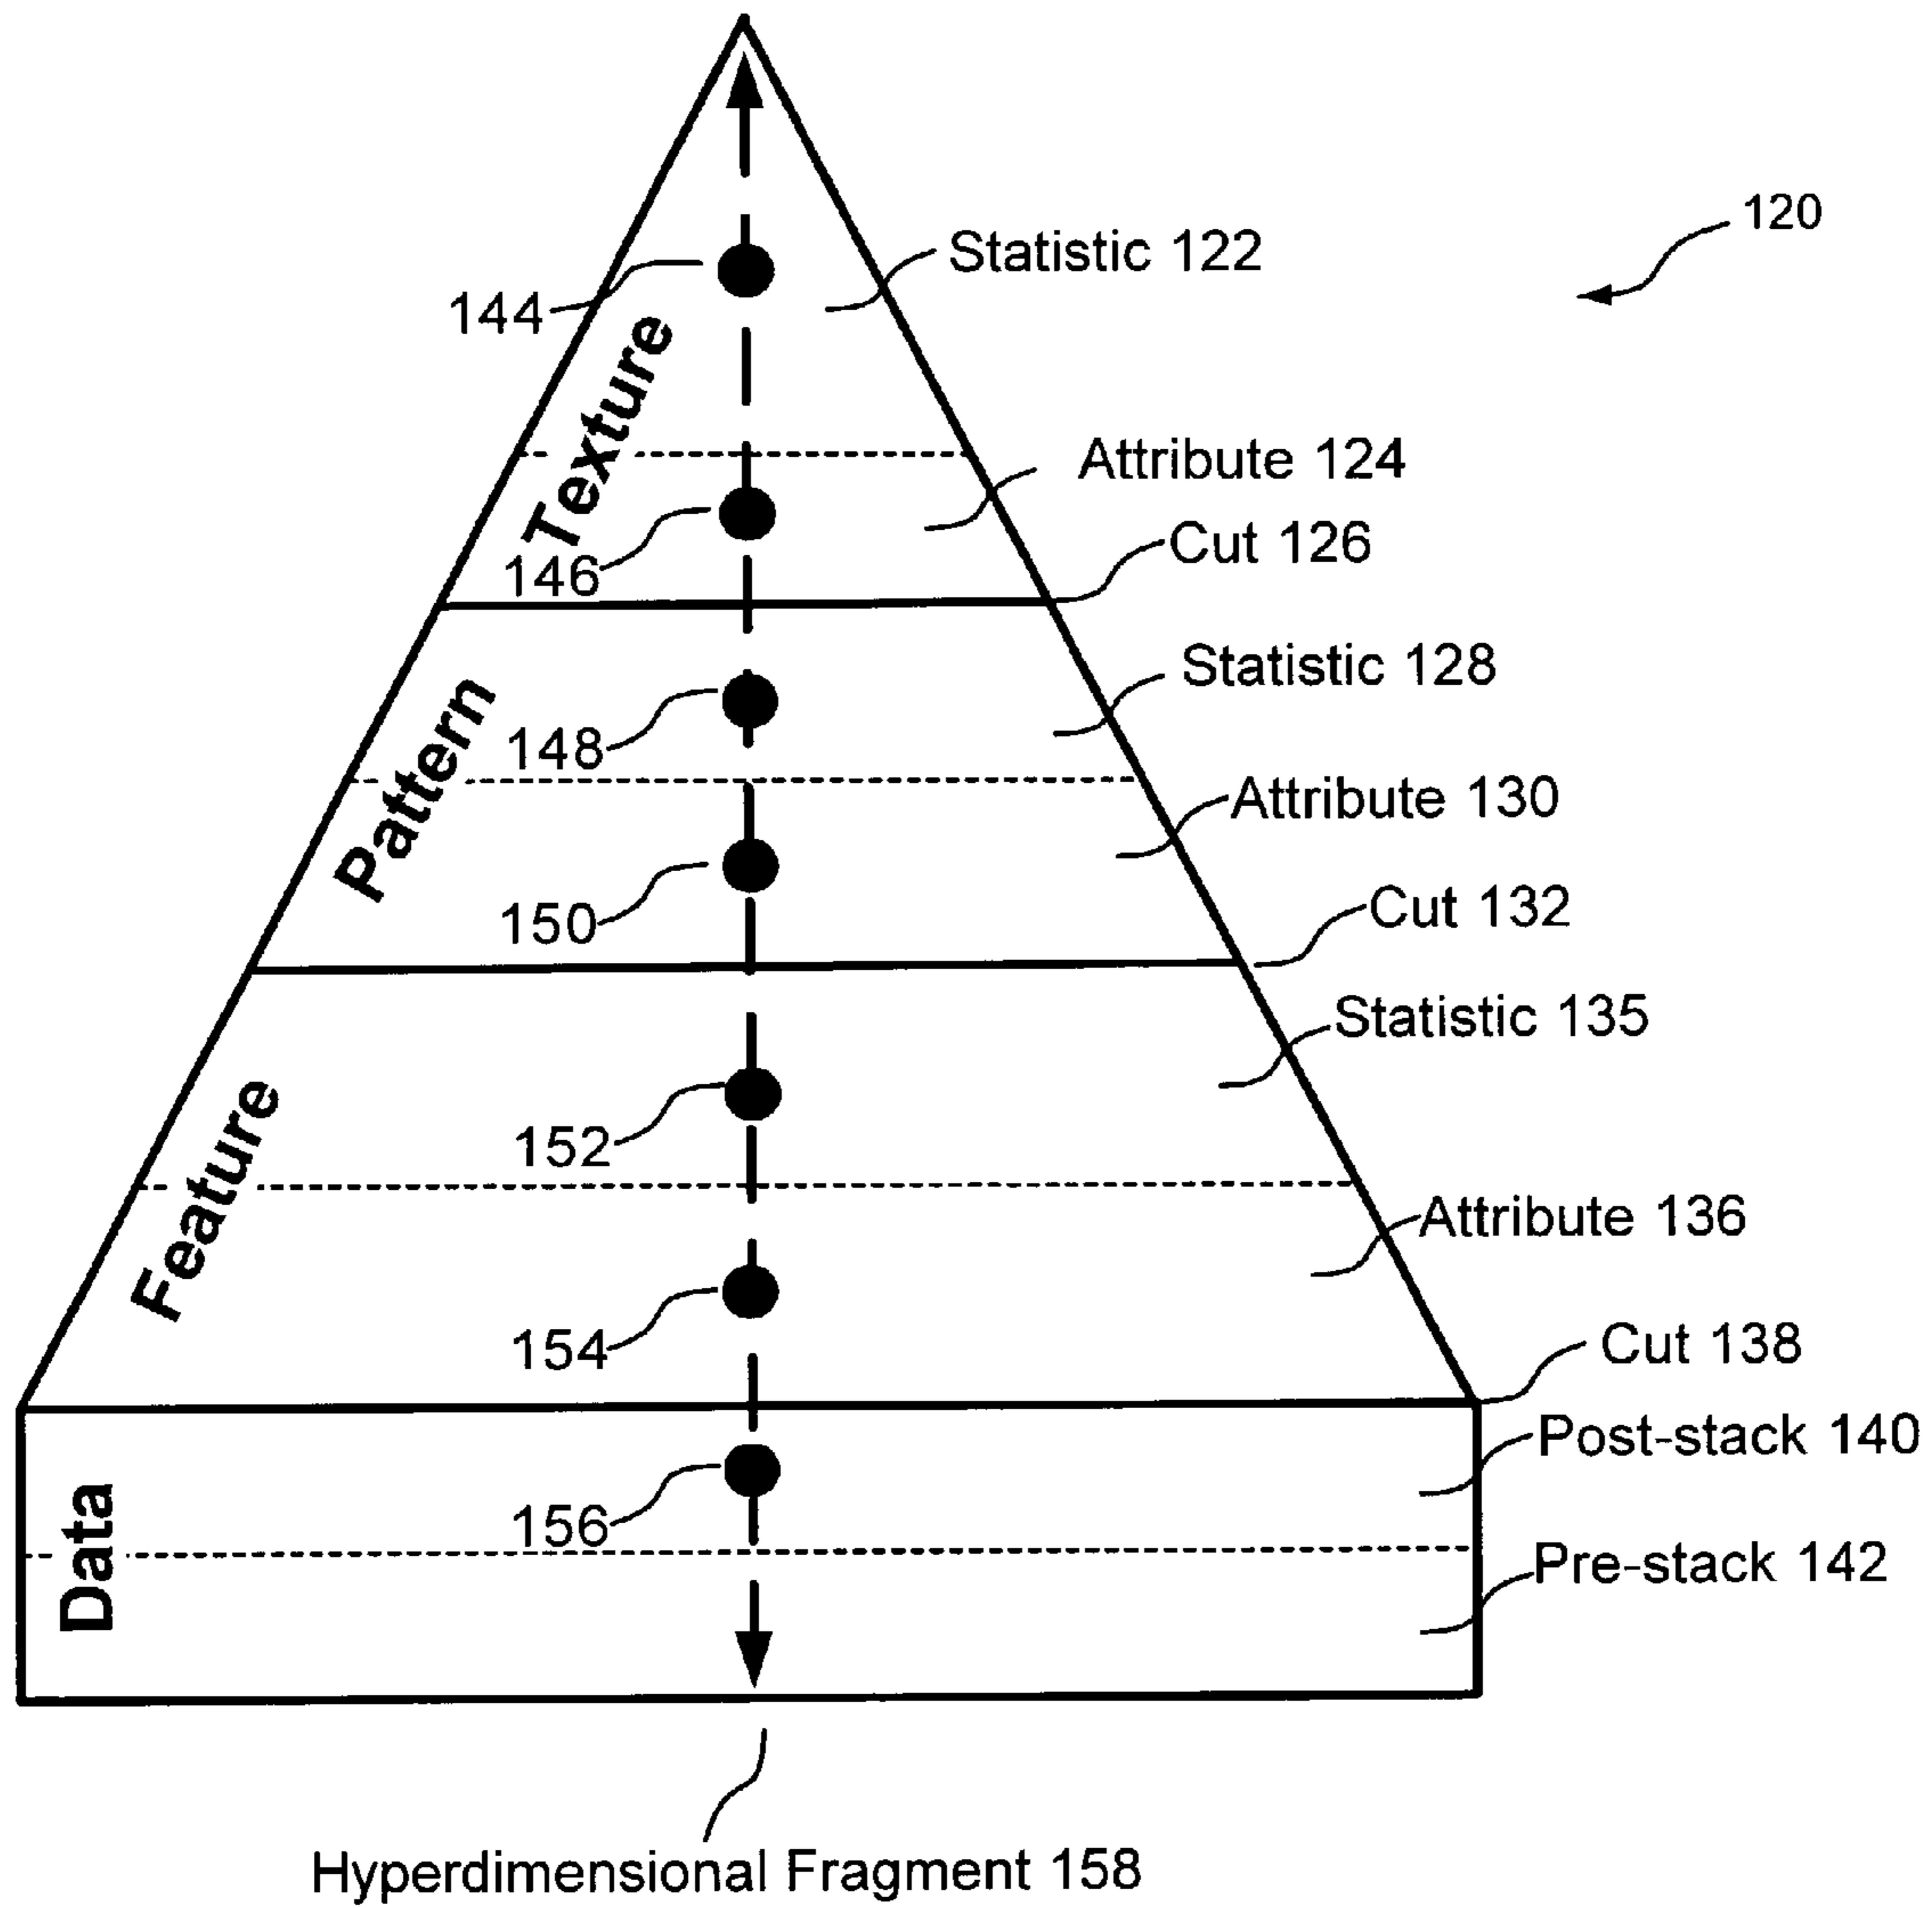 120
Statistic 122
144
Texture
Attribute 124
Cut 126
146
Statistic 128
Pattern
148
Attribute 130
150
Cut 132
Statistic 135
Feature
152
Attribute 136
154
Cut 138
Post-stack 140
Data
156
Pre-stack 142
Hyperdimensional Fragment 158